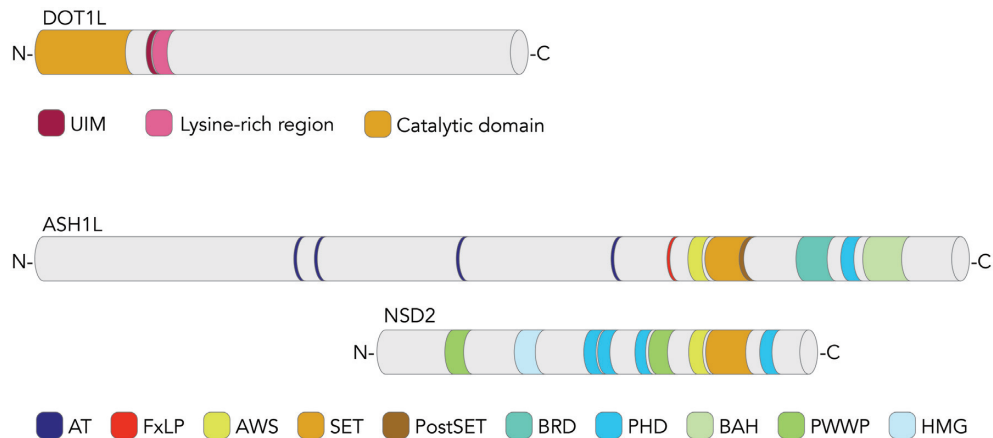 DOT1L
N- -C
UIM Lysine-rich region Catalytic domain
ASH1L
N- -C
NSD2
N- -C
AT FxLP AWS SET PostSET BRD PHD BAH PWWP HMG